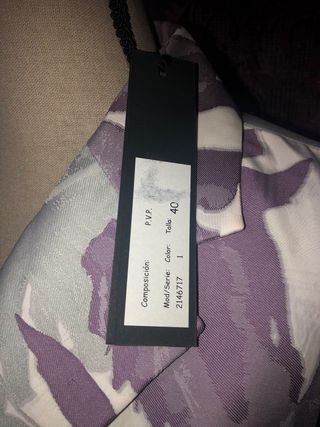 Composición: P.V.P.
Mod/Serie: Color: Talla:
2146717 1 40